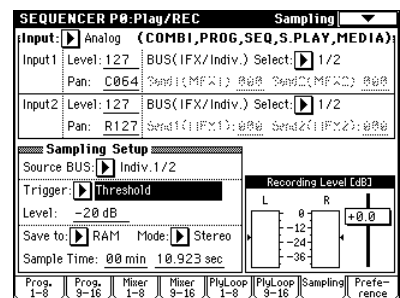 SEQUENCER P0:Play/REC Sampling
Input: Analog (COMBI,PROG,SEQ,S.PLAY,MEDIA)
Input1 Level: 127 BUS(IFX/Indiv.) Select: 1/2
Pan: C064 Send1(MFX1) 000 Send2(MFX2) 000
Input2 Level: 127 BUS(IFX/Indiv.) Select: 1/2
Pan: R127 Send1(MFX1): 000 Send2(MFX2): 000
Sampling Setup
Source BUS: Indiv.1/2
Trigger: Threshold
Level: -20 dB
Save to: RAM Mode: Stereo
Sample Time: 00 min 10.923 sec
Recording Level [dB]
L R
0
-12
-24
-36
+0.0
Prog. 1-8 Prog. 9-16 Mixer 1-8 Mixer 9-16 PlyLoop 1-8 PlyLoop 9-16 Sampling Prefe-rence